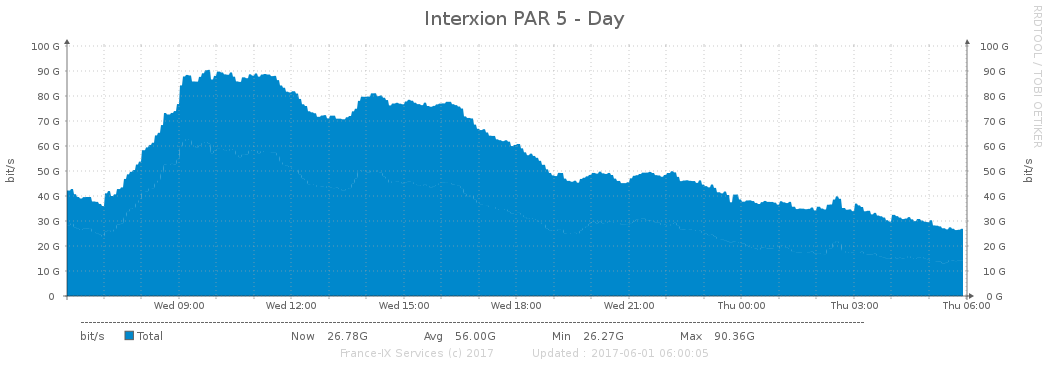 Interxion PAR 5 - Day
RRDTOOL / TOBI OETIKER
bit/s
100 G
90 G
80 G
70 G
60 G
50 G
40 G
30 G
20 G
10 G
0
100 G
90 G
80 G
70 G
60 G
50 G
40 G
30 G
20 G
10 G
0 G
bit/s
Wed 09:00 Wed 12:00 Wed 15:00 Wed 18:00 Wed 21:00 Thu 00:00 Thu 03:00 Thu 06:00
bit/s Total Now 26.78G Avg 56.00G Min 26.27G Max 90.36G
France-IX Services (c) 2017 Updated : 2017-06-01 06:00:05